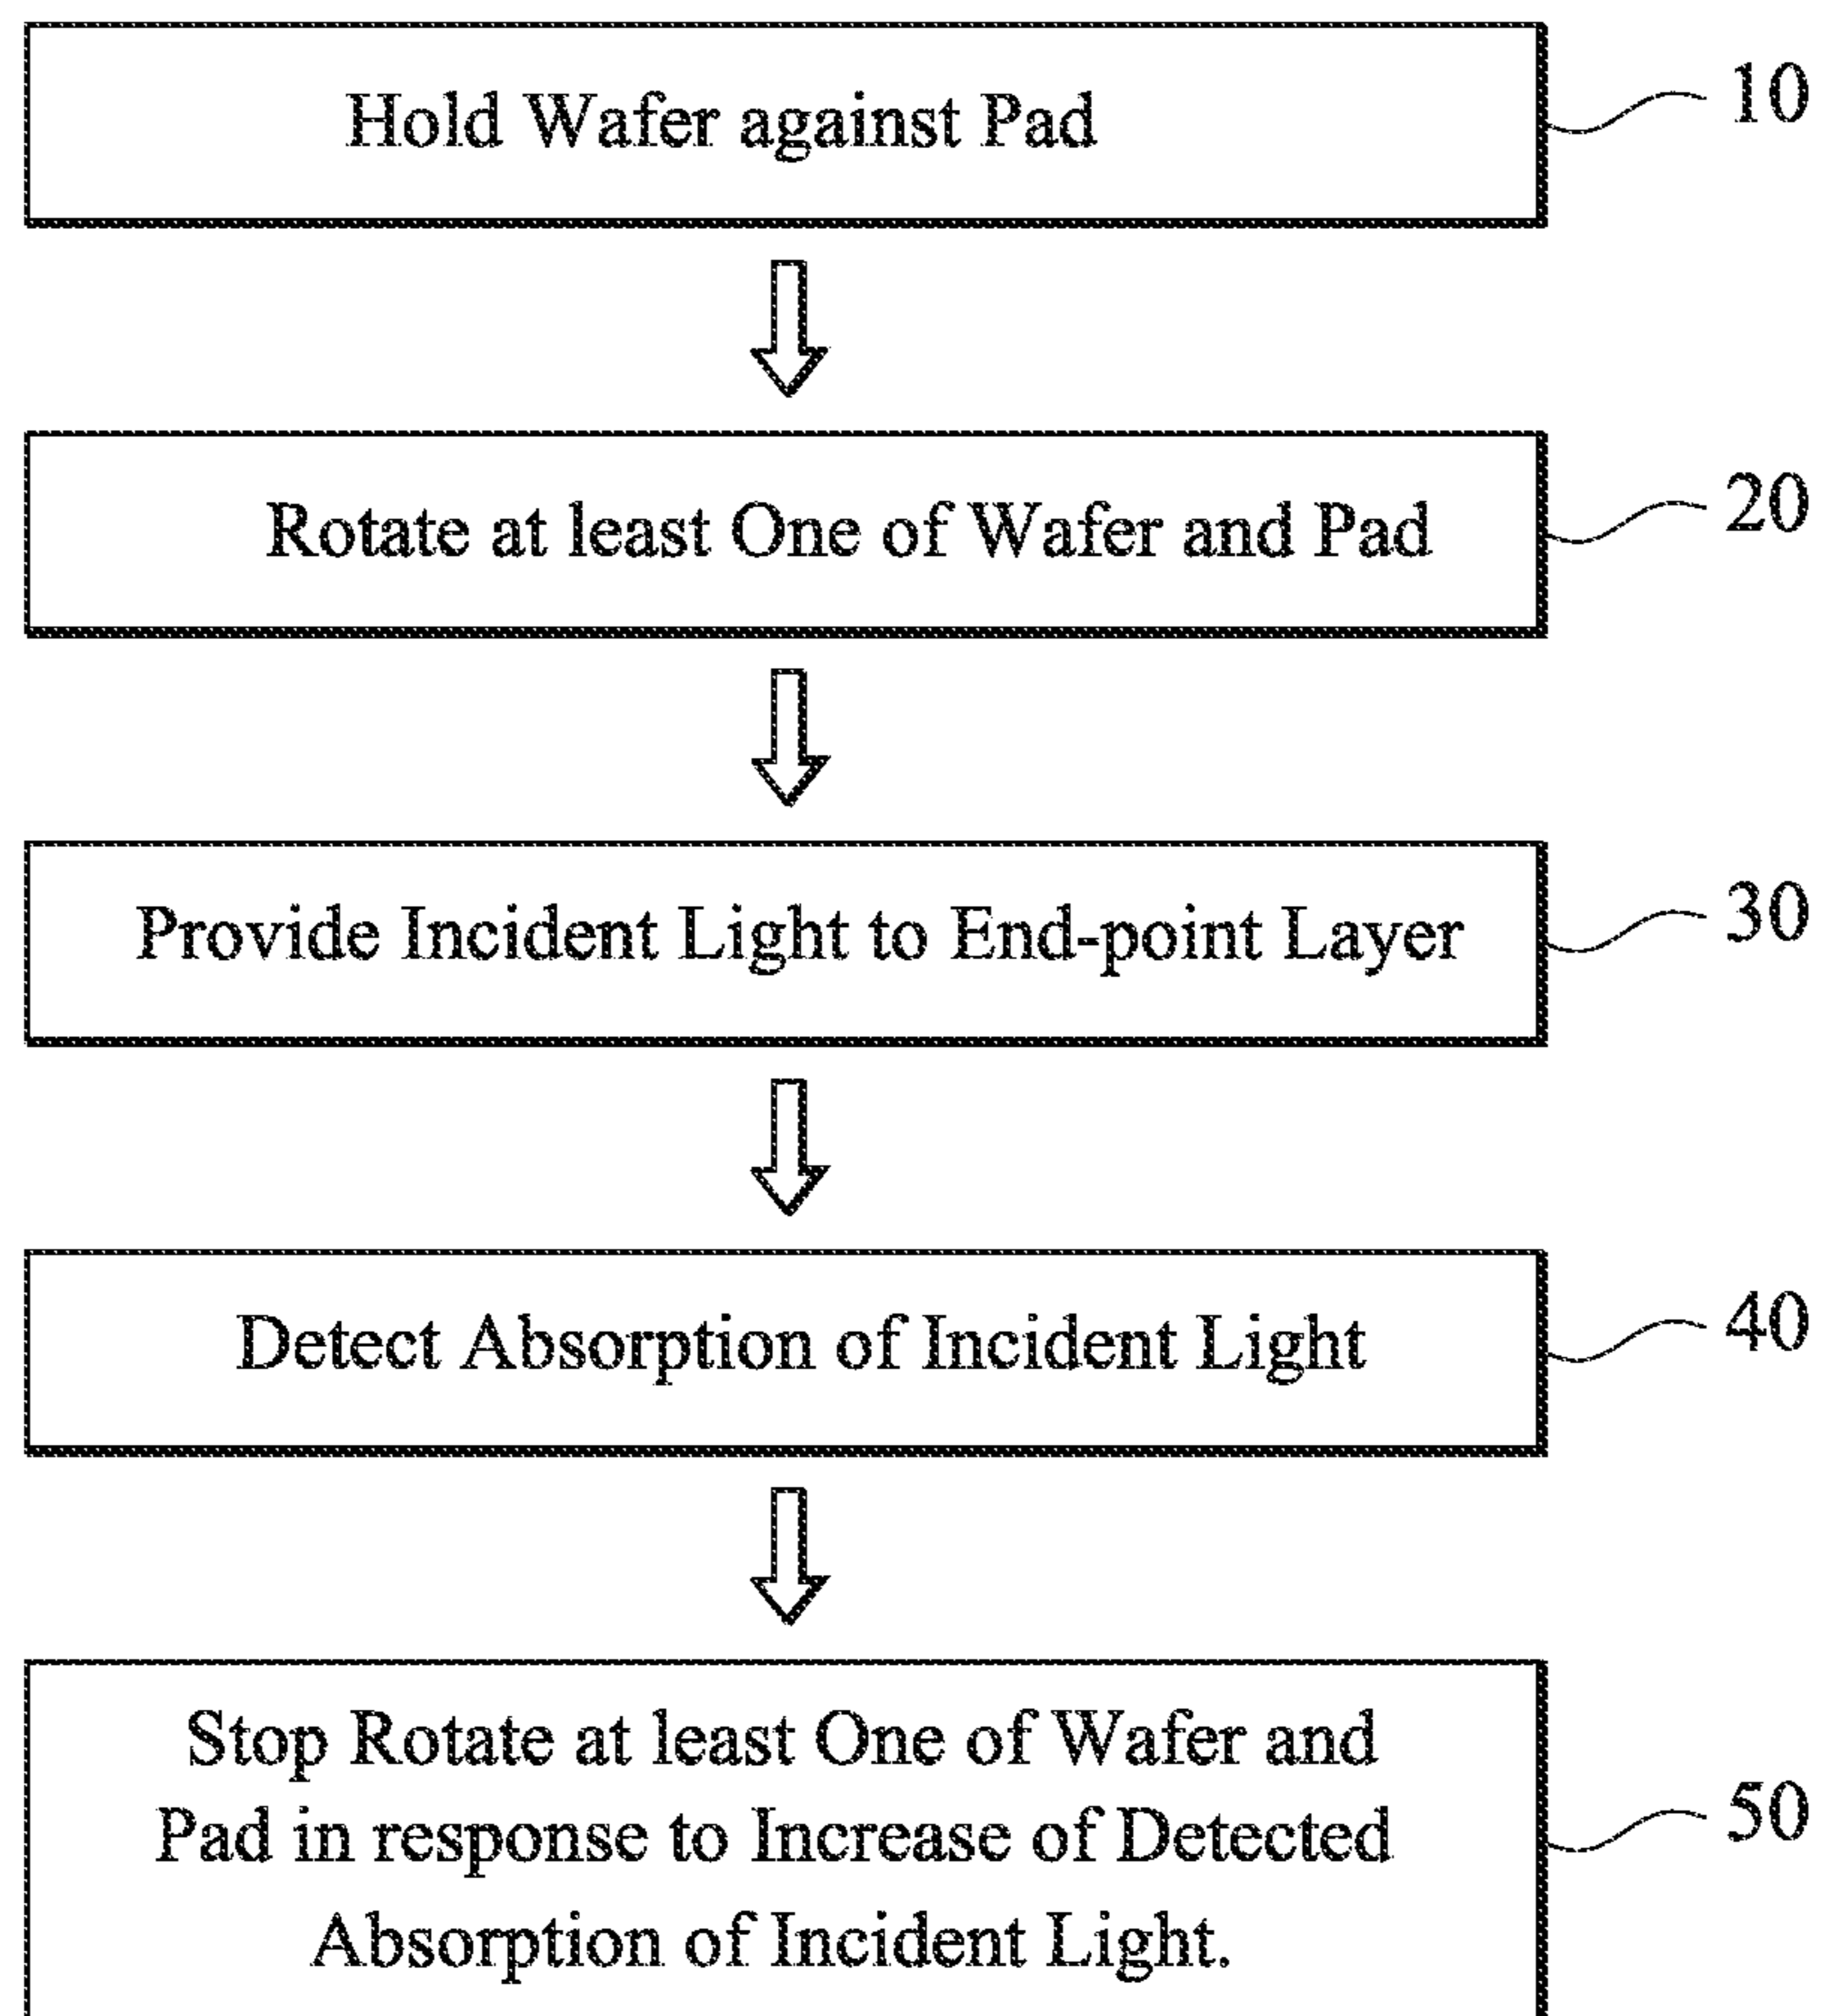 Hold Wafer against Pad
10
Rotate at least One of Wafer and Pad
20
Provide Incident Light to End-point Layer
30
Detect Absorption of Incident Light
40
Stop Rotate at least One of Wafer and
Pad in response to Increase of Detected
Absorption of Incident Light.
50